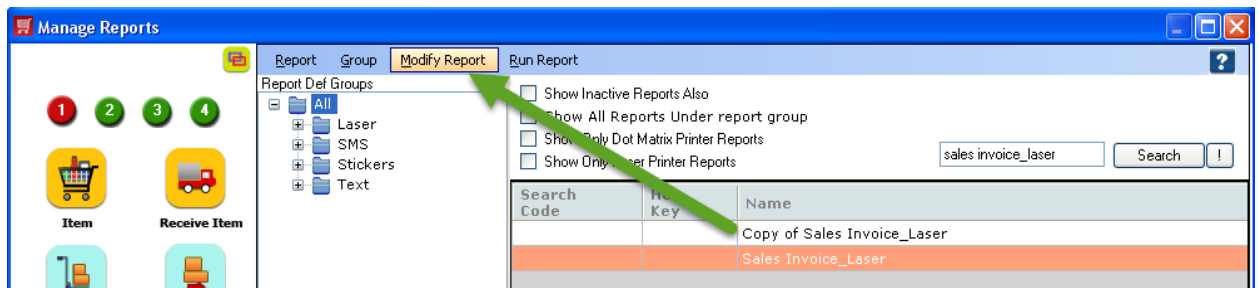 Manage Reports
Report Group Modify Report Run Report ?
Report Def Groups
All
Laser
SMS
Stickers
Text
1 2 3 4
Item Receive Item
Show Inactive Reports Also
Show All Reports Under report group
Show Only Dot Matrix Printer Reports
Show Only Printer Reports
sales invoice_laser Search !
Search Code
Key
Name
Copy of Sales Invoice_Laser
Sales Invoice_Laser